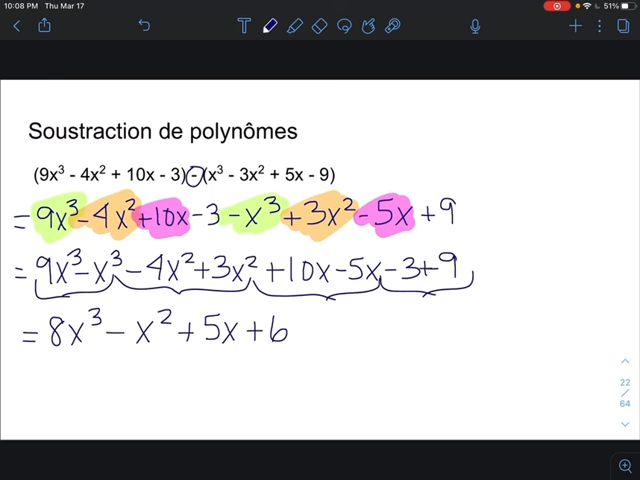 10:08 PM Thu Mar 17 51%
Soustraction de polynômes
(9x³ - 4x² + 10x - 3) - (x³ - 3x² + 5x - 9)
= 9x³ - 4x² + 10x - 3 - x³ + 3x² - 5x + 9
= 9x³ - x³ - 4x² + 3x² + 10x - 5x - 3 + 9
= 8x³ - x² + 5x + 6
22
/
64